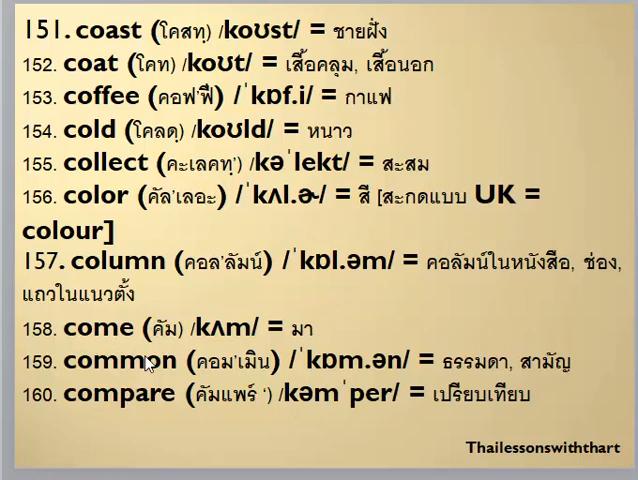 151. coast (โคสทฺ) /koʊst/ = ชายฝั่ง
152. coat (โคท) /koʊt/ = เสื้อคลุม, เสื้อนอก
153. coffee (คอฟ'ฟี) /ˈkɒf.i/ = กาแฟ
154. cold (โคลดฺ) /koʊld/ = หนาว
155. collect (คะเลคทฺ') /kəˈlekt/ = สะสม
156. color (คัล'เลอะ) /ˈkʌl.ɚ/ = สี [สะกดแบบ UK =
colour]
157. column (คอล'ลัมน์) /ˈkɒl.əm/ = คอลัมน์ในหนังสือ, ช่อง,
แถวในแนวตั้ง
158. come (คัม) /kʌm/ = มา
159. common (คอม'เมิน) /ˈkɒm.ən/ = ธรรมดา, สามัญ
160. compare (คัมแพร์ ') /kəmˈper/ = เปรียบเทียบ
Thailessonswiththart